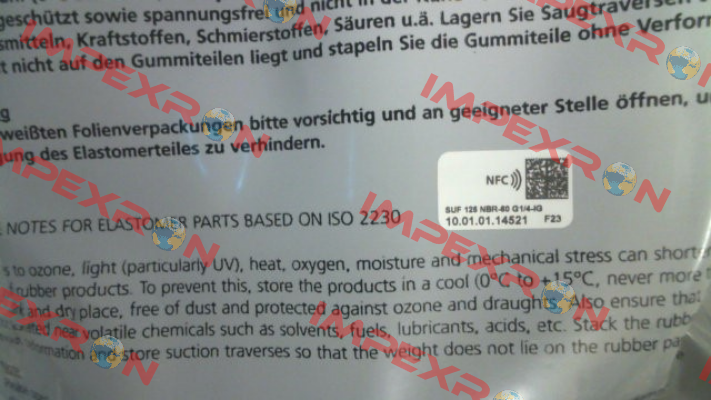 geschützt sowie spannungsfrei und nicht in der
smitteln, Kraftstoffen, Schmierstoffen, Säuren u.ä. Lagern Sie Saugtraversen
t nicht auf den Gummiteilen liegt und stapeln Sie die Gummiteile ohne Verfor
g
weißten Folienverpackungen bitte vorsichtig und an geeigneter Stelle öffnen, u
gung des Elastomerteiles zu verhindern.
NFC
SUF 125 NBR-60 G1/4-IG
10.01.01.14521 F23
NOTES FOR ELASTOMER PARTS BASED ON ISO 2230
s to ozone, light (particularly UV), heat, oxygen, moisture and mechanical stress can shorte
rubber products. To prevent this, store the products in a cool (0°C to +15°C, never more
and dry place, free of dust and protected against ozone and draughts. Also ensure that
near volatile chemicals such as solvents, fuels, lubricants, acids, etc. Stack the rubb
information and store suction traverses so that the weight does not lie on the rubber pa
IMPEXRON
IMPEXRON
IMPEXRON
IMPEXRON
IMPEXRON
IMPEXRON
IMPEXRON